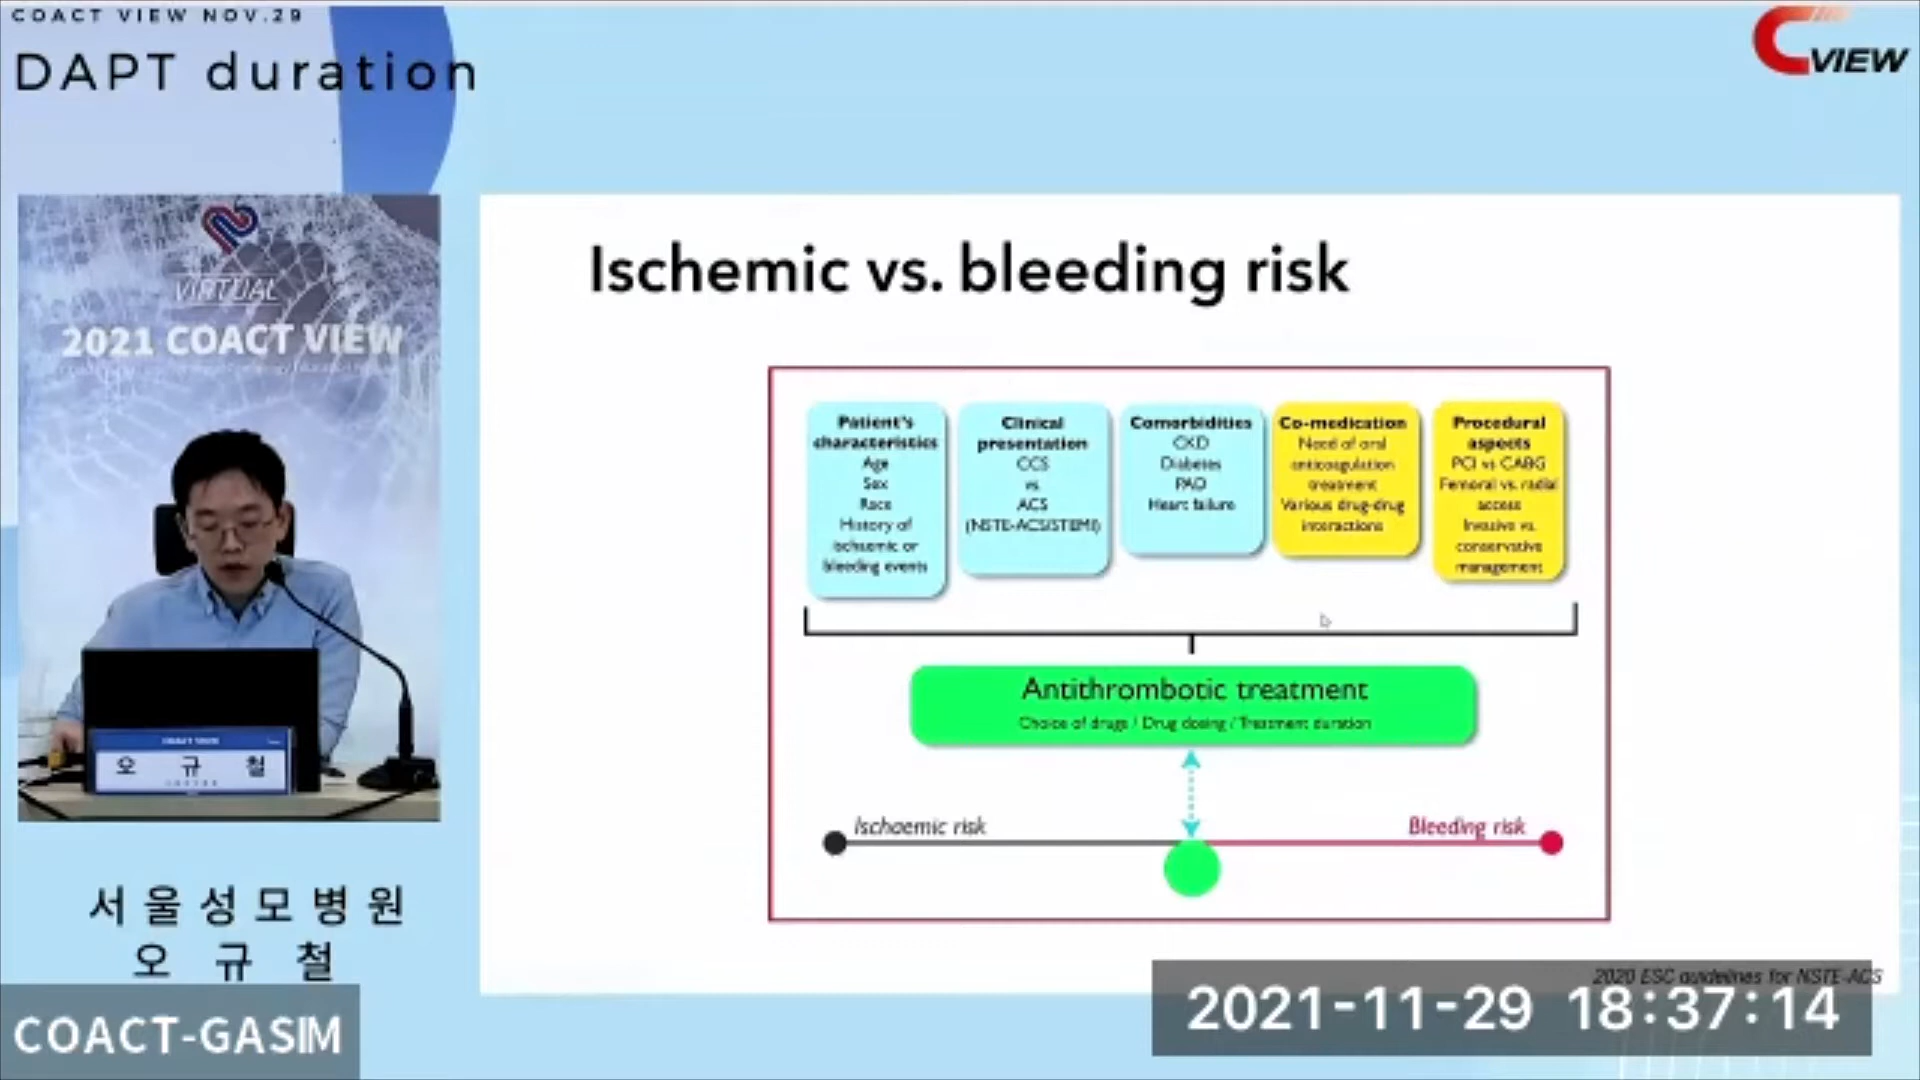 COACT VIEW NOV.29
DAPT duration
CVIEW
VIRTUAL
2021 COACT VIEW
COACT VIEW
오 규 철
서울성모병원
오 규 철
COACT-GASIM
Ischemic vs. bleeding risk
Patient's
characteristics
Age
Sex
Race
History of
ischaemic or
bleeding events
Clinical
presentation
CCS
vs.
ACS
(NSTE-ACS/STEMI)
Comorbidities
CKD
Diabetes
PAD
Heart failure
Co-medication
Need of oral
anticoagulation
treatment
Various drug-drug
interactions
Procedural
aspects
PCI vs CABG
Femoral vs. radial
access
Invasive vs.
conservative
management
Antithrombotic treatment
Choice of drugs / Drug dosing / Treatment duration
Ischaemic risk
Bleeding risk
2020 ESC guidelines for NSTE-ACS
2021-11-29 18:37:14